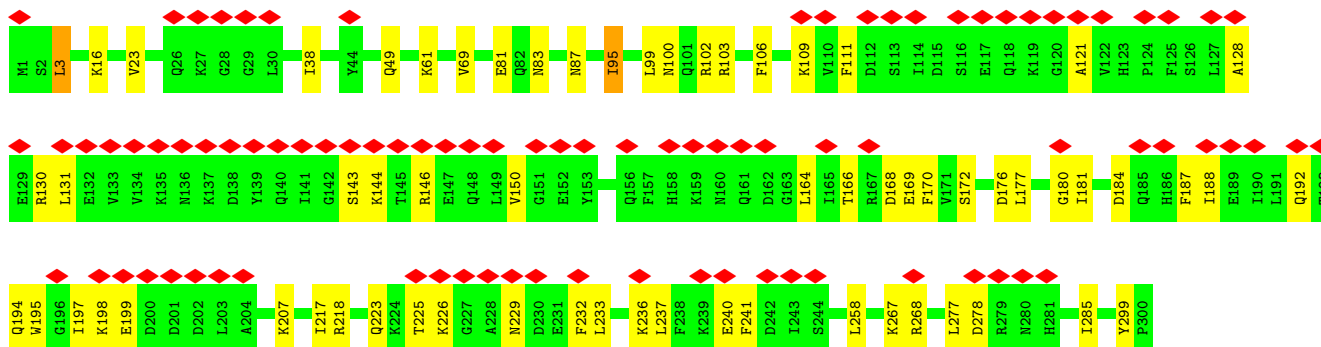 M1 S2 L3 K16 V23 Q26 K27 G28 G29 L30 I38 Y44 Q49 K61 V69 E81 Q82 N83 N87 I95 L99 N100 Q101 R102 R103 F106 K109 V110 F111 D112 S113 I114 D115 S116 E117 Q118 K119 G120 A121 V122 H123 P124 F125 S126 L127 A128
E129 R130 L131 E132 V133 V134 K135 N136 K137 D138 Y139 Q140 I141 G142 S143 K144 T145 R146 E147 Q148 L149 V150 G151 E152 Y153 Q156 F157 H158 K159 N160 Q161 D162 G163 L164 I165 T166 R167 D168 E169 F170 V171 S172 D176 L177 G180 I181 D184 Q185 H186 F187 I188 E189 I190 L191 Q192
Q194 W195 G196 I197 K198 E199 D200 D201 D202 L203 A204 K207 I217 R218 Q223 K224 T225 K226 G227 A228 N229 D230 E231 F232 L233 K236 L237 F238 K239 E240 F241 D242 I243 S244 L258 K267 R268 L277 D278 R279 N280 H281 I285 Y299 P300